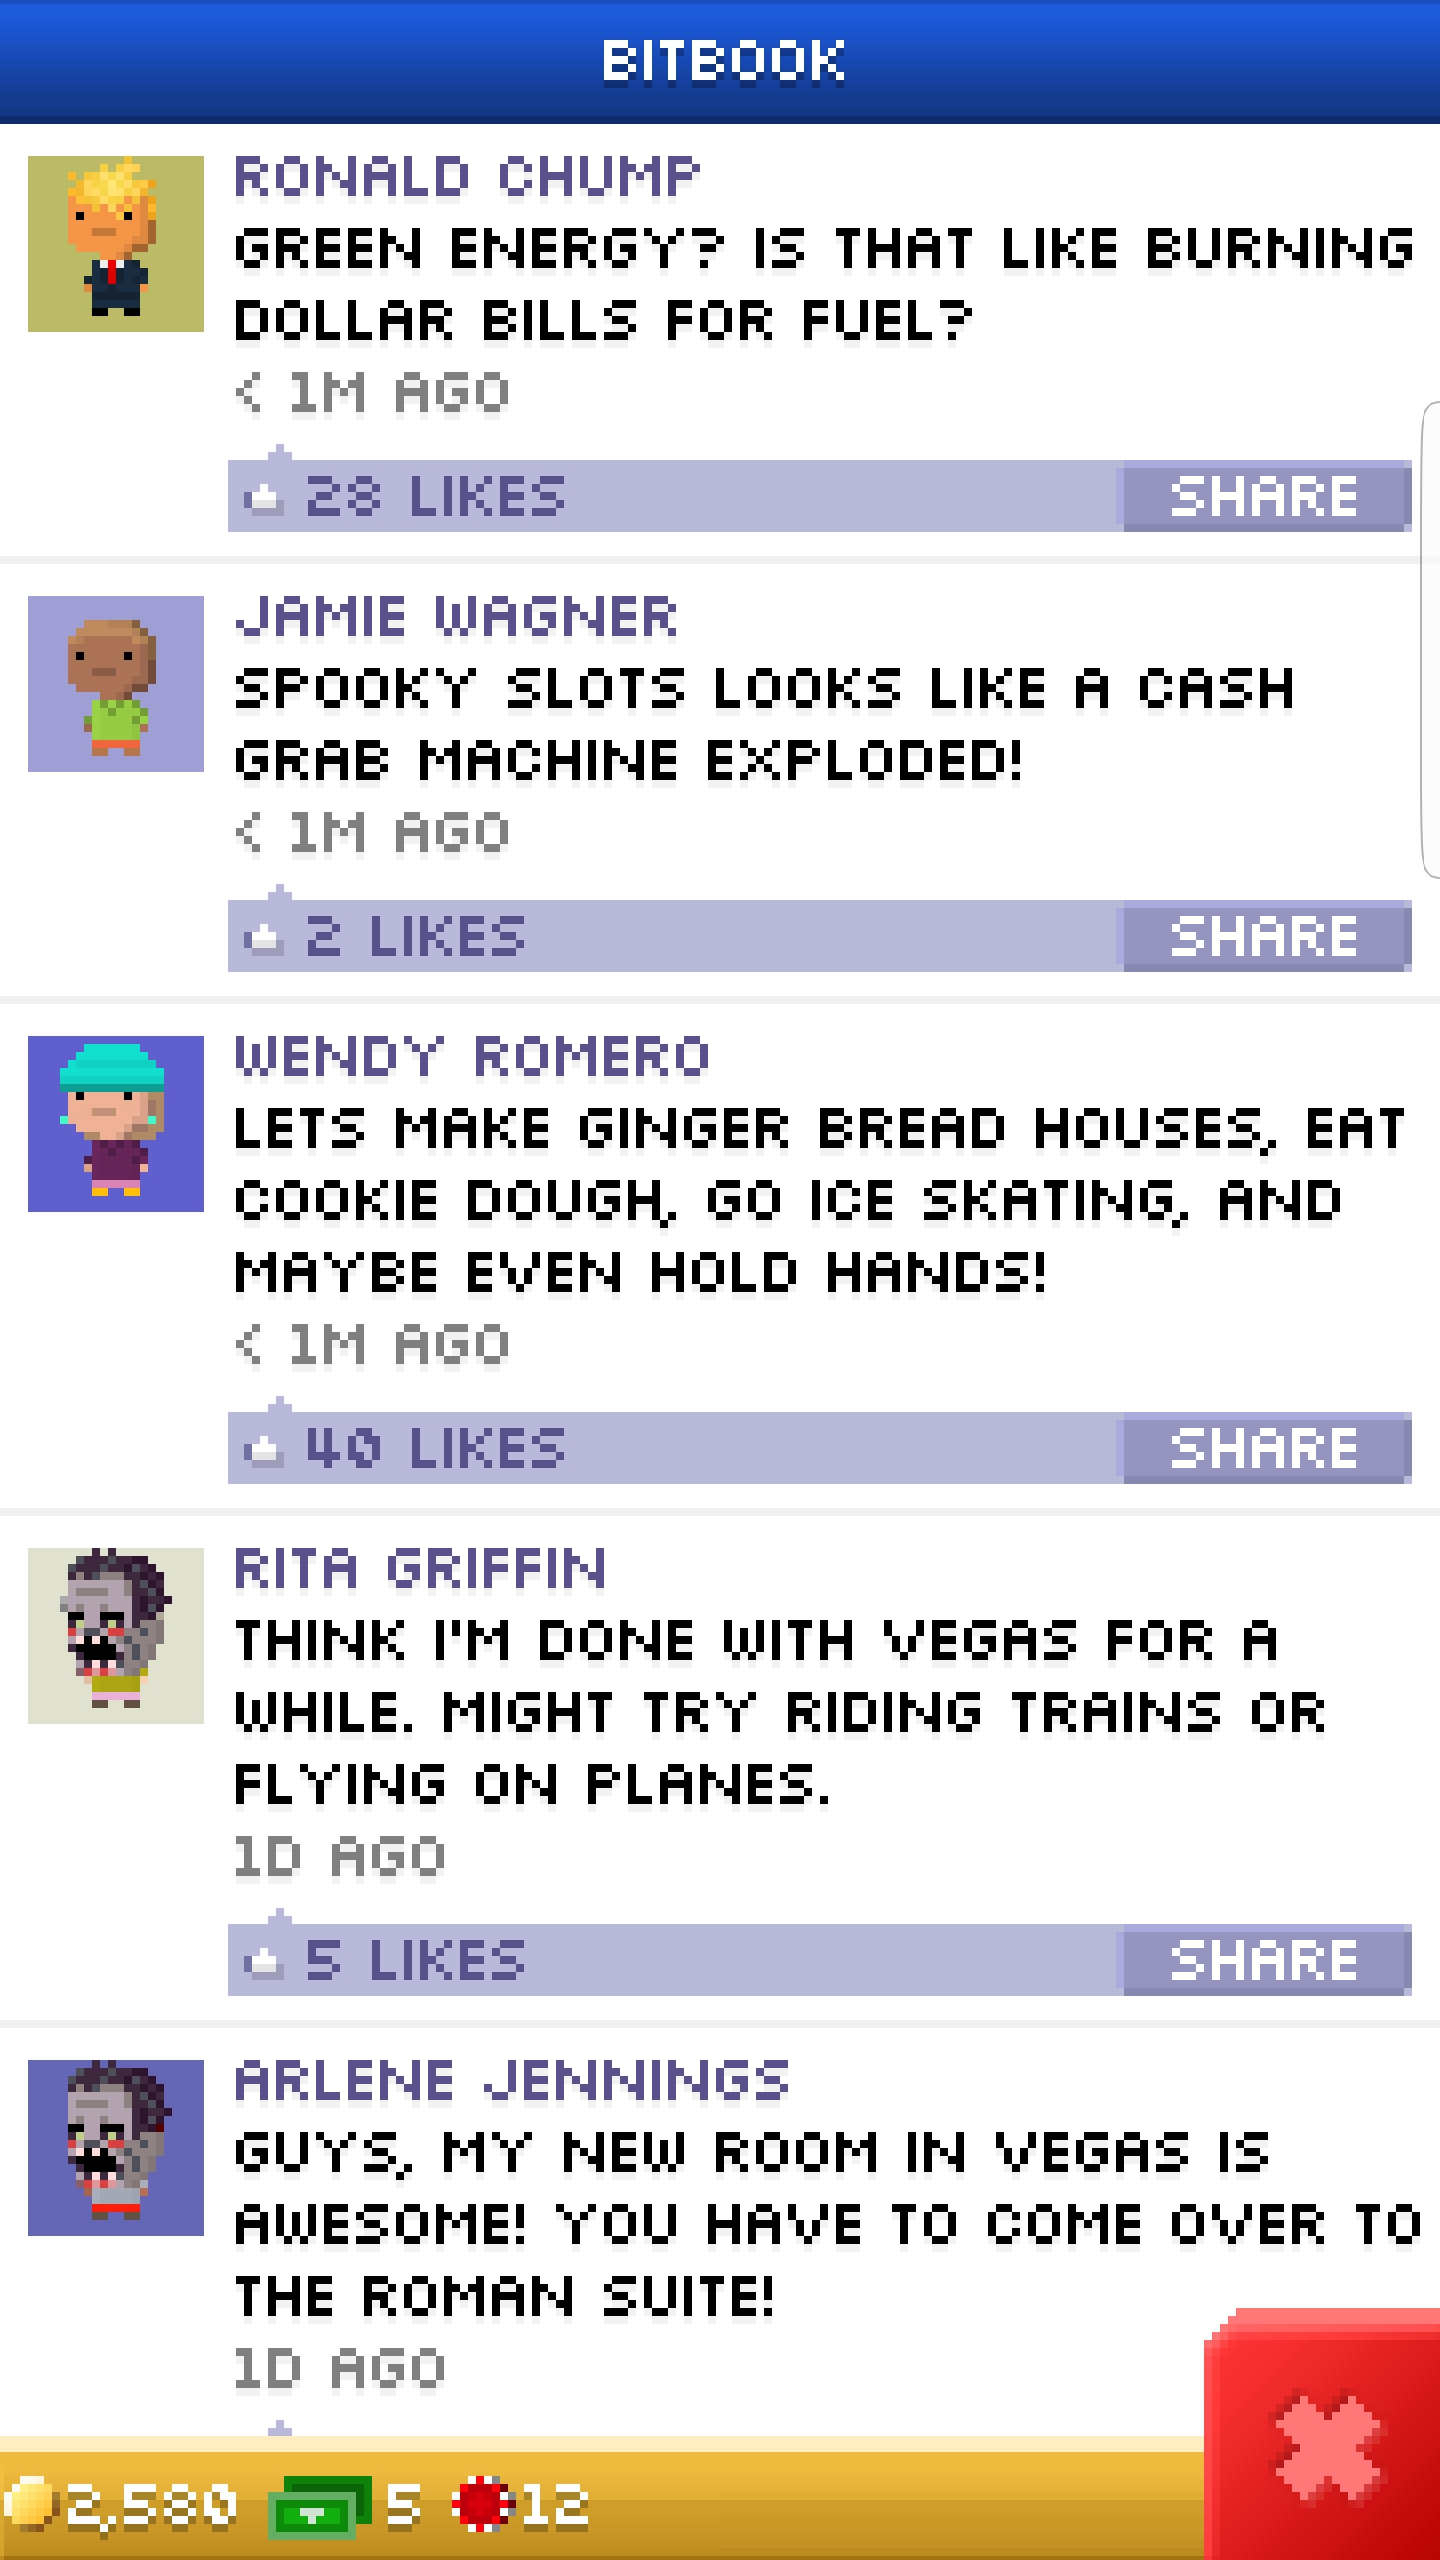 BITBOOK
RONALD CHUMP
GREEN ENERGY? IS THAT LIKE BURNING
DOLLAR BILLS FOR FUEL?
< 1M AGO
28 LIKES SHARE
JAMIE WAGNER
SPOOKY SLOTS LOOKS LIKE A CASH
GRAB MACHINE EXPLODED!
< 1M AGO
2 LIKES SHARE
WENDY ROMERO
LETS MAKE GINGER BREAD HOUSES, EAT
COOKIE DOUGH, GO ICE SKATING, AND
MAYBE EVEN HOLD HANDS!
< 1M AGO
40 LIKES SHARE
RITA GRIFFIN
THINK I'M DONE WITH VEGAS FOR A
WHILE. MIGHT TRY RIDING TRAINS OR
FLYING ON PLANES.
1D AGO
5 LIKES SHARE
ARLENE JENNINGS
GUYS, MY NEW ROOM IN VEGAS IS
AWESOME! YOU HAVE TO COME OVER TO
THE ROMAN SUITE!
1D AGO
2,580 5 12